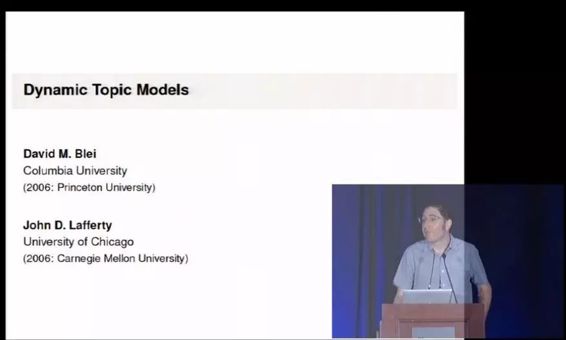 Dynamic Topic Models
David M. Blei
Columbia University
(2006: Princeton University)
John D. Lafferty
University of Chicago
(2006: Carnegie Mellon University)